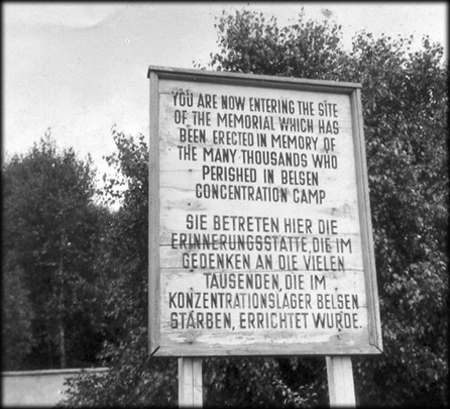 YOU ARE NOW ENTERING THE SITE
OF THE MEMORIAL WHICH HAS
BEEN ERECTED IN MEMORY OF
THE MANY THOUSANDS WHO
PERISHED IN BELSEN
CONCENTRATION CAMP
SIE BETRETEN HIER DIE
ERINNERUNGSSTÄTTE, DIE IM
GEDENKEN AN DIE VIELEN
TAUSENDEN, DIE IM
KONZENTRATIONSLAGER BELSEN
STARBEN, ERRICHTET WURDE.